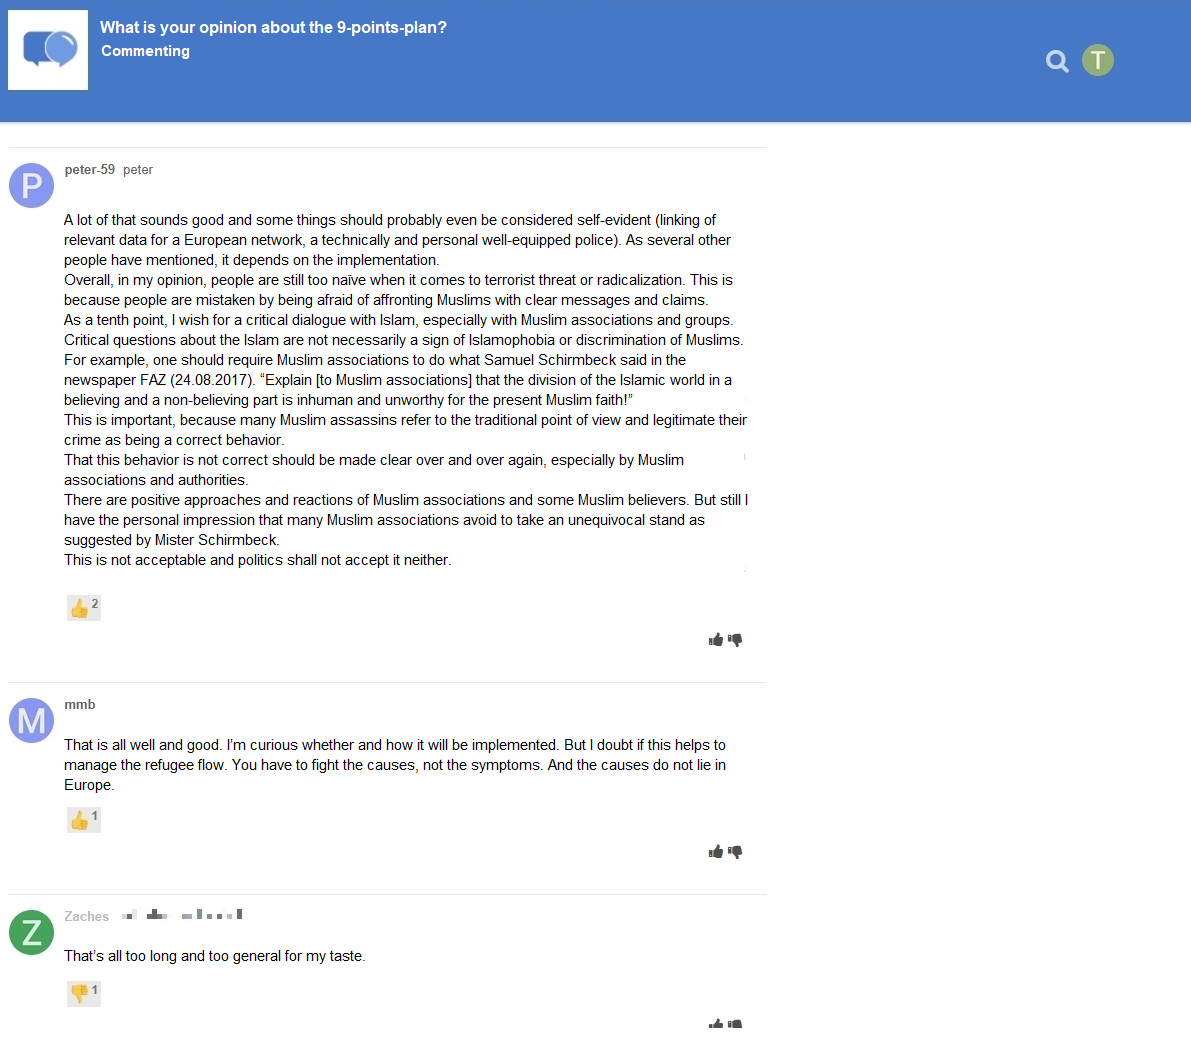 What is your opinion about the 9-points-plan?
Commenting
T
P
peter-59 peter
A lot of that sounds good and some things should probably even be considered self-evident (linking of
relevant data for a European network, a technically and personal well-equipped police). As several other
people have mentioned, it depends on the implementation.
Overall, in my opinion, people are still too naïve when it comes to terrorist threat or radicalization. This is
because people are mistaken by being afraid of affronting Muslims with clear messages and claims.
As a tenth point, I wish for a critical dialogue with Islam, especially with Muslim associations and groups.
Critical questions about the Islam are not necessarily a sign of Islamophobia or discrimination of Muslims.
For example, one should require Muslim associations to do what Samuel Schirmbeck said in the
newspaper FAZ (24.08.2017). “Explain [to Muslim associations] that the division of the Islamic world in a
believing and a non-believing part is inhuman and unworthy for the present Muslim faith!”
This is important, because many Muslim assassins refer to the traditional point of view and legitimate their
crime as being a correct behavior.
That this behavior is not correct should be made clear over and over again, especially by Muslim
associations and authorities.
There are positive approaches and reactions of Muslim associations and some Muslim believers. But still I
have the personal impression that many Muslim associations avoid to take an unequivocal stand as
suggested by Mister Schirmbeck.
This is not acceptable and politics shall not accept it neither.
2
M
mmb
That is all well and good. I’m curious whether and how it will be implemented. But I doubt if this helps to
manage the refugee flow. You have to fight the causes, not the symptoms. And the causes do not lie in
Europe.
1
Z
Zaches
That’s all too long and too general for my taste.
1